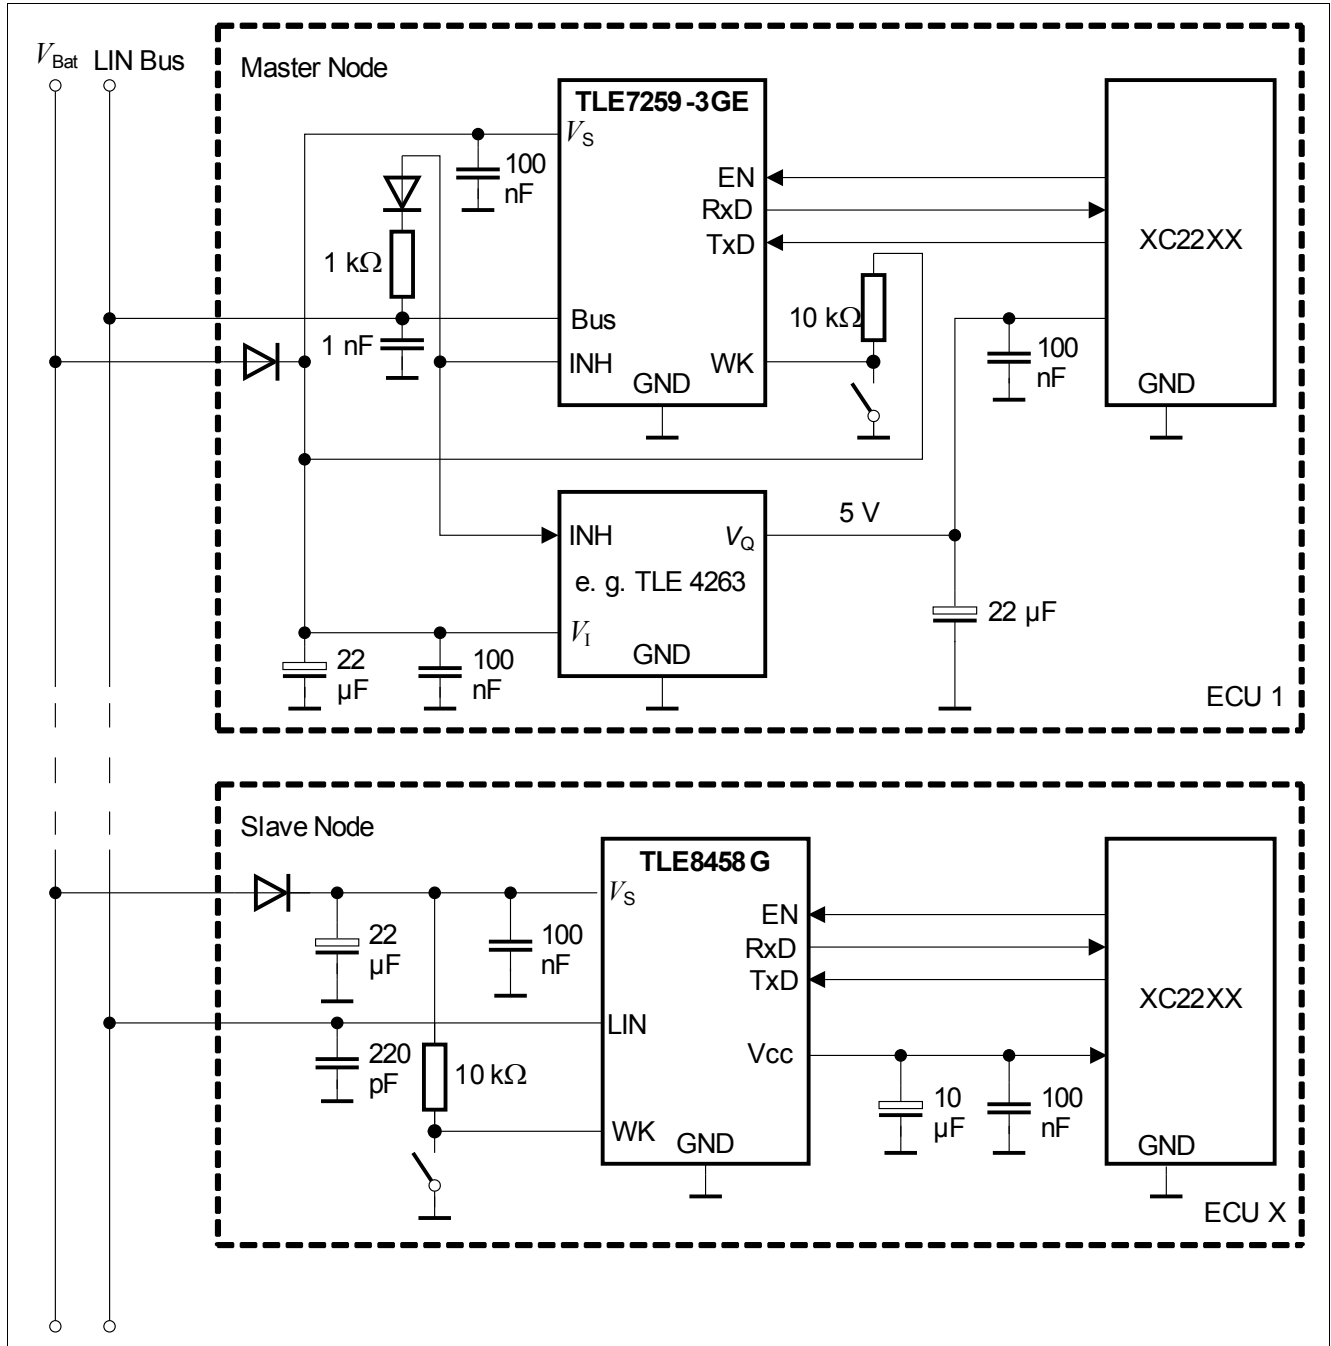 V_Bat LIN Bus
Master Node
TLE7259-3GE
V_S
100
nF
EN
RxD
TxD
XC22XX
1 kΩ
10 kΩ
Bus
1 nF
INH
WK
GND
100
nF
GND
5 V
INH
V_Q
e. g. TLE 4263
V_I
GND
22
µF
100
nF
22 µF
ECU 1
Slave Node
TLE8458 G
V_S
EN
RxD
TxD
XC22XX
22
µF
100
nF
LIN
Vcc
220
pF
10 kΩ
10
µF
100
nF
WK
GND
GND
ECU X